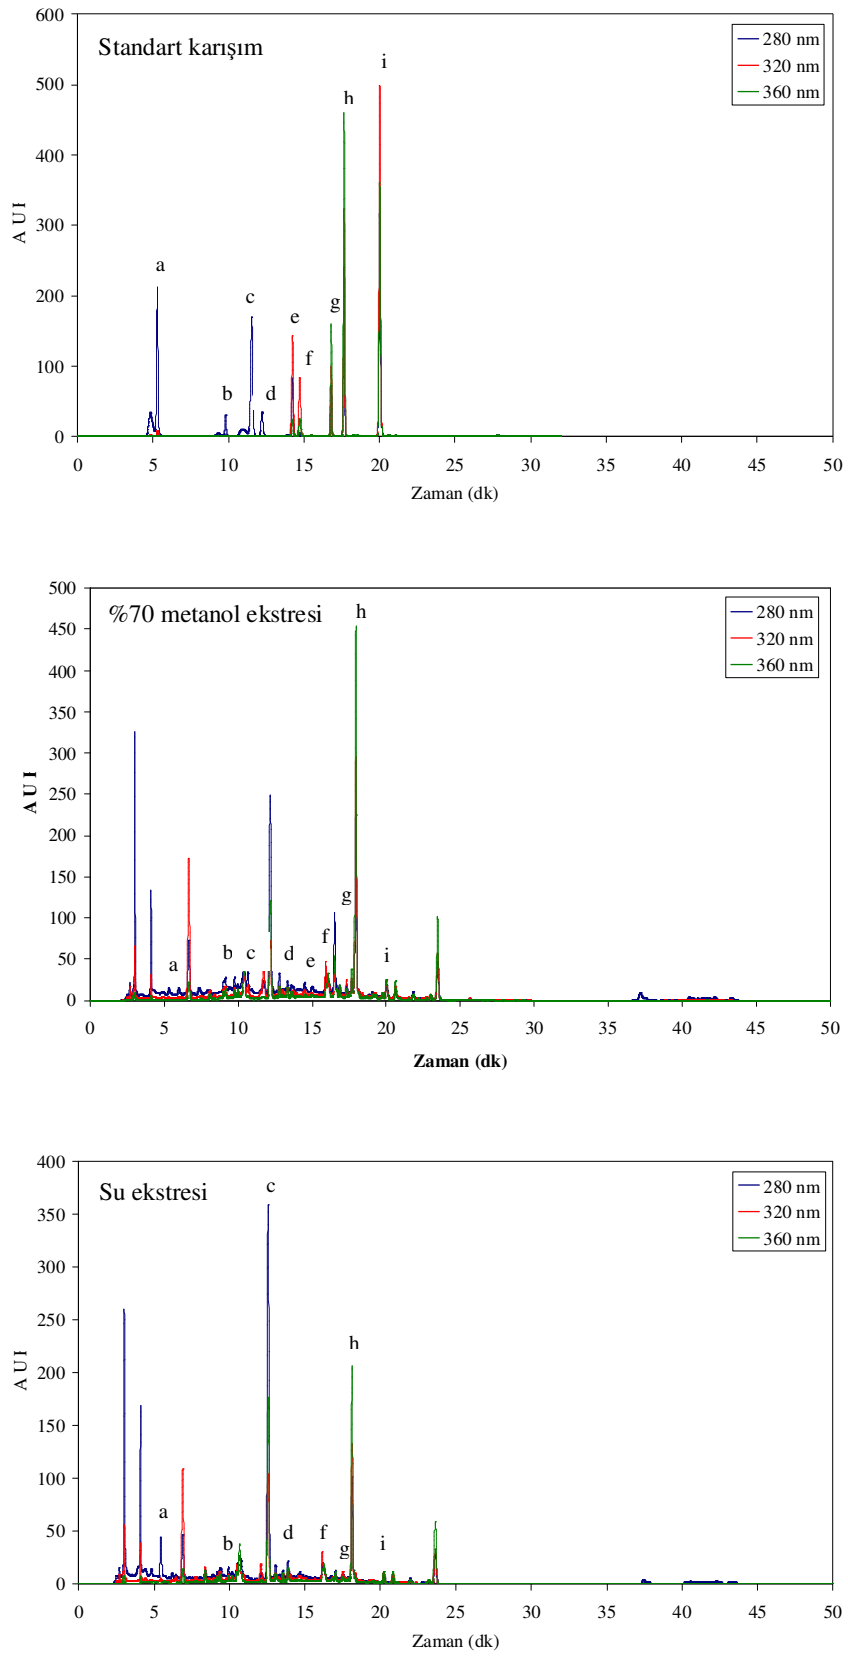 Standart karışım
280 nm
320 nm
360 nm
600
500
400
300
200
100
0
A U I
a
b
c
d
e
f
g
h
i
0 5 10 15 20 25 30 35 40 45 50
Zaman (dk)
%70 metanol ekstresi
280 nm
320 nm
360 nm
500
450
400
350
300
250
200
150
100
50
0
A U I
a
b
c
d
e
f
g
h
i
0 5 10 15 20 25 30 35 40 45 50
Zaman (dk)
Su ekstresi
280 nm
320 nm
360 nm
400
350
300
250
200
150
100
50
0
A U I
a
b
c
d
f
g
h
i
0 5 10 15 20 25 30 35 40 45 50
Zaman (dk)